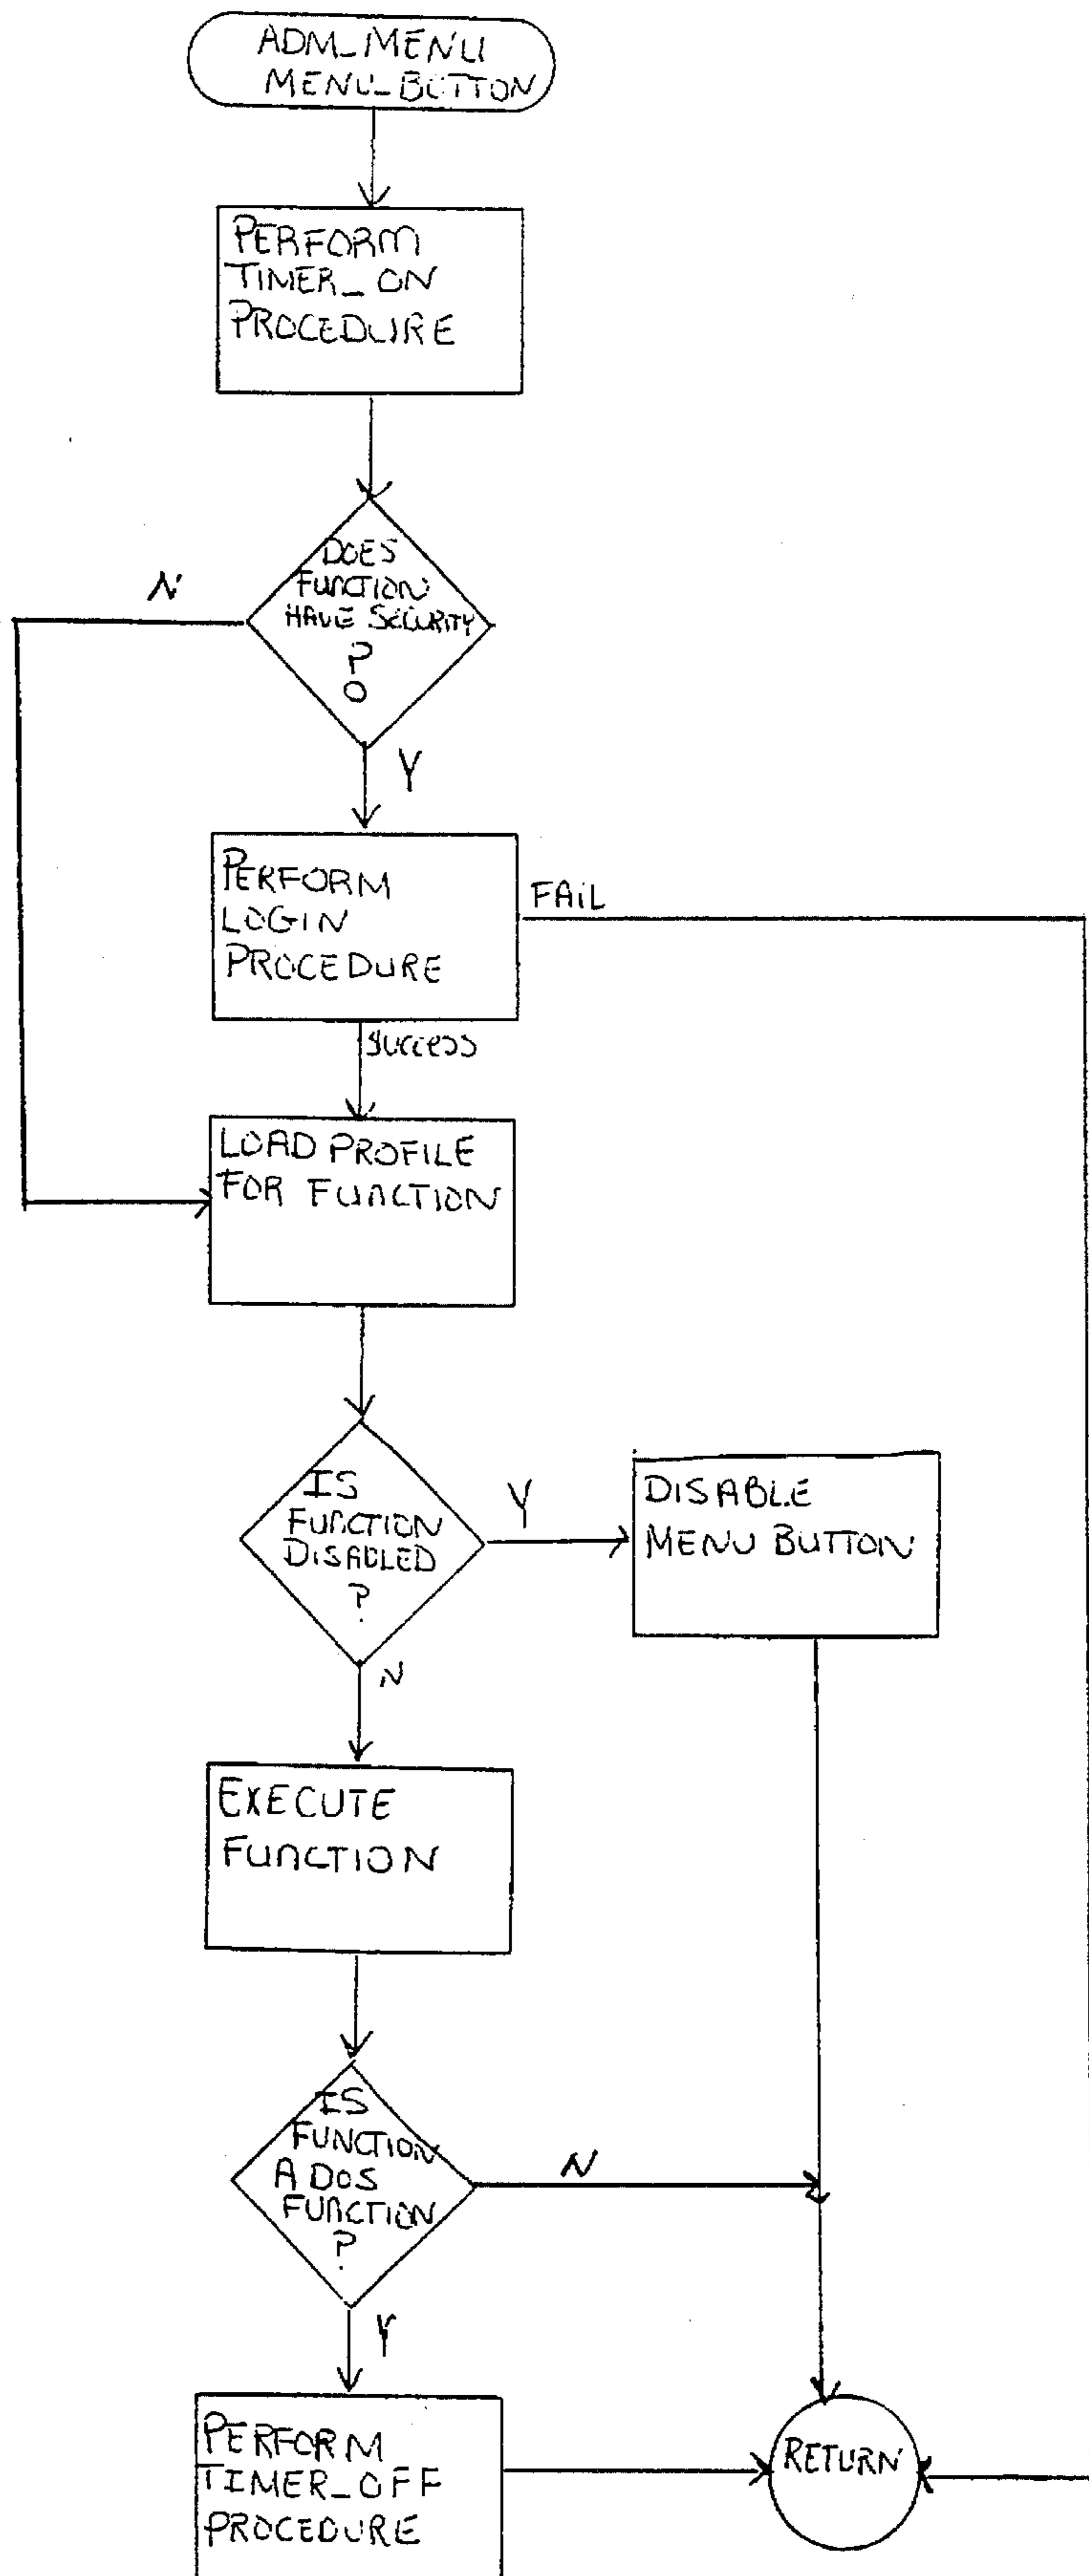 ADM_MENU
MENU_BUTTON
PERFORM
TIMER_ON
PROCEDURE
DOES
FUNCTION
HAVE SECURITY
?
N
Y
PERFORM
LOGIN
PROCEDURE
FAIL
SUCCESS
LOAD PROFILE
FOR FUNCTION
IS
FUNCTION
DISABLED
?
Y
DISABLE
MENU BUTTON
N
EXECUTE
FUNCTION
IS
FUNCTION
A DOS
FUNCTION
?
N
Y
PERFORM
TIMER_OFF
PROCEDURE
RETURN